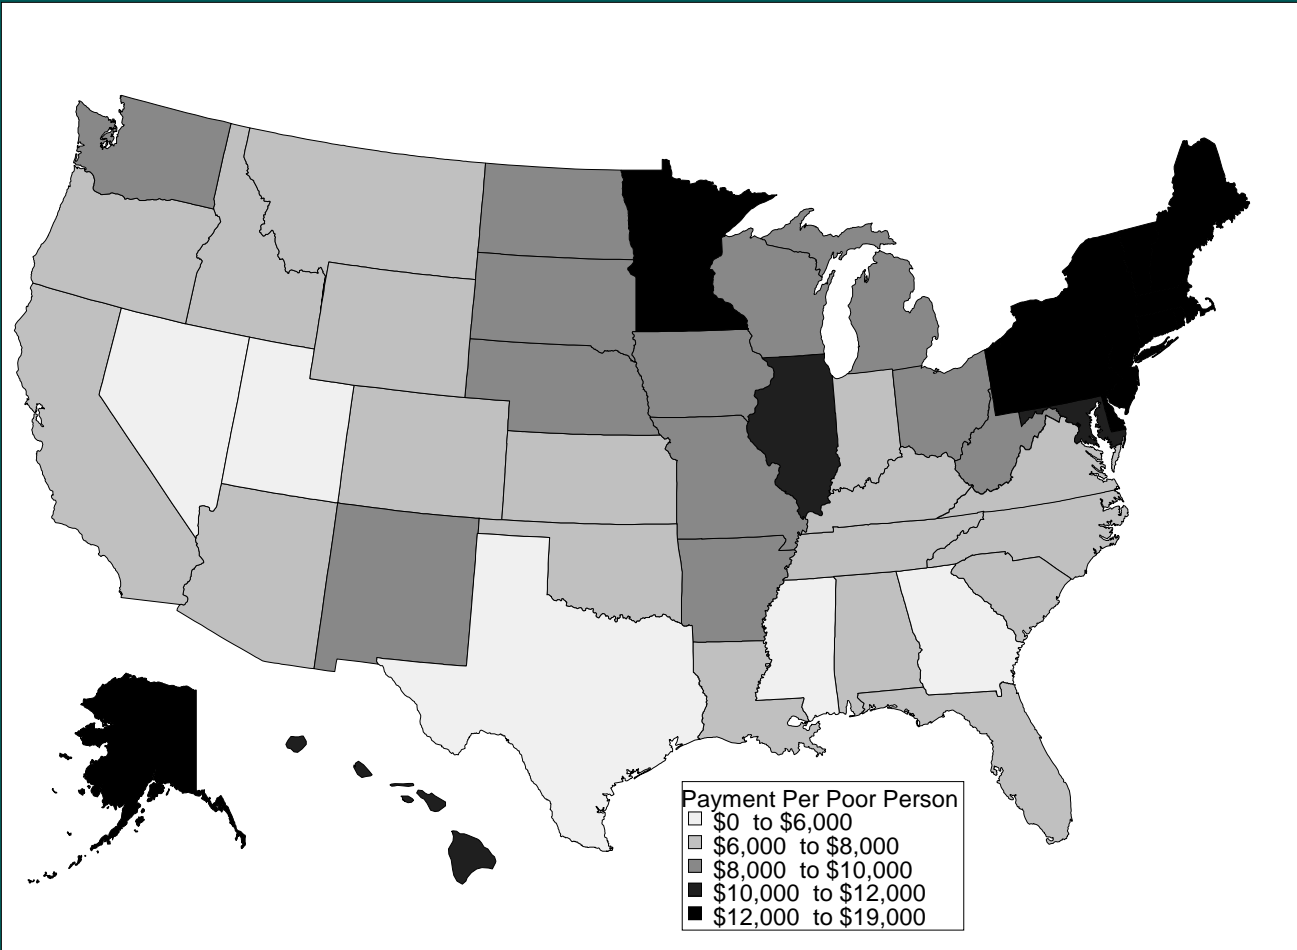 Payment Per Poor Person
$0 to $6,000
$6,000 to $8,000
$8,000 to $10,000
$10,000 to $12,000
$12,000 to $19,000